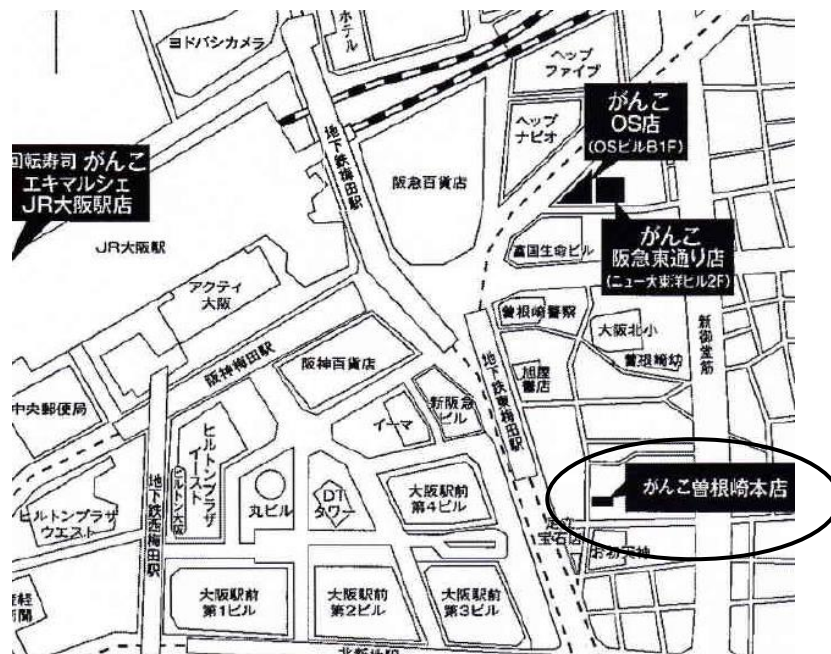 ヨドバシカメラ
ホテル
ヘップ
ファイブ
がんこ
OS店
(OSビルB1F)
ヘップ
ナビオ
地下鉄梅田駅
阪急百貨店
回転寿司 がんこ
エキマルシェ
JR大阪駅店
JR大阪駅
富国生命ビル
がんこ
阪急東通り店
(ニュー大東洋ビル2F)
アクティ
大阪
曽根崎警察
大阪北小
曽根崎幼
新御堂筋
阪神梅田駅
阪神百貨店
地下鉄東梅田駅
旭屋
書店
中央郵便局
新阪急
ビル
イーマ
ヒルトンプラザ
イースト
ヒルトン大阪
地下鉄西梅田駅
丸ビル
DT
タワー
大阪駅前
第4ビル
がんこ曽根崎本店
ヒルトンプラザ
ウエスト
宝石店
お初天神
大阪駅前
第1ビル
大阪駅前
第2ビル
大阪駅前
第3ビル